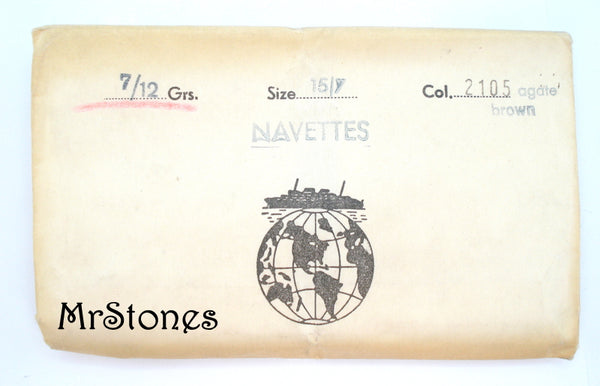 7/12 Grs. Size 15/7 Col. 2105 agate
brown
NAVETTES
MrStones